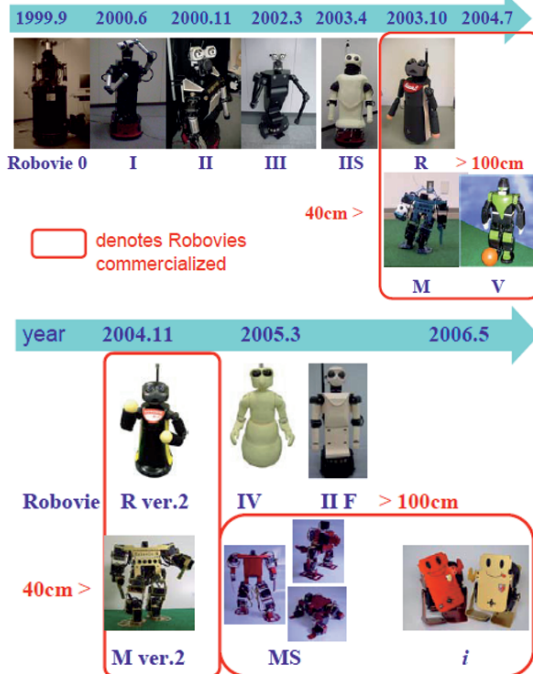 1999.9 2000.6 2000.11 2002.3 2003.4 2003.10 2004.7
Robovie 0 I II III IIS R > 100cm
40cm >
denotes Robovies
commercialized
M V
year 2004.11 2005.3 2006.5
Robovie R ver.2 IV II F > 100cm
40cm >
M ver.2 MS i